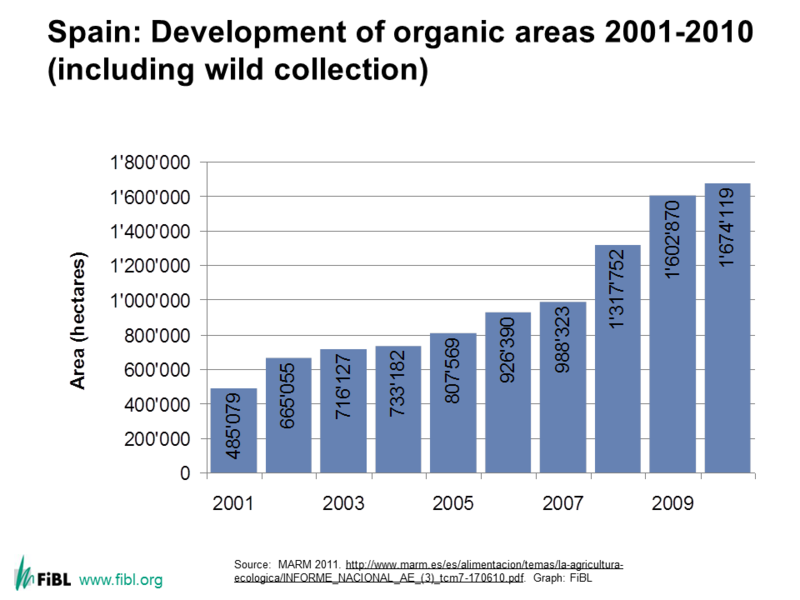 Spain: Development of organic areas 2001-2010
(including wild collection)
1'800'000
1'600'000
1'400'000
1'200'000
1'000'000
800'000
600'000
400'000
200'000
0
Area (hectares)
485'079
665'055
716'127
733'182
807'569
926'390
988'323
1'317'752
1'602'870
1'674'119
2001 2003 2005 2007 2009
Source: MARM 2011. http://www.marm.es/es/alimentacion/temas/la-agricultura-
ecologica/INFORME_NACIONAL_AE_(3)_tcm7-170610.pdf. Graph: FiBL
FiBL www.fibl.org